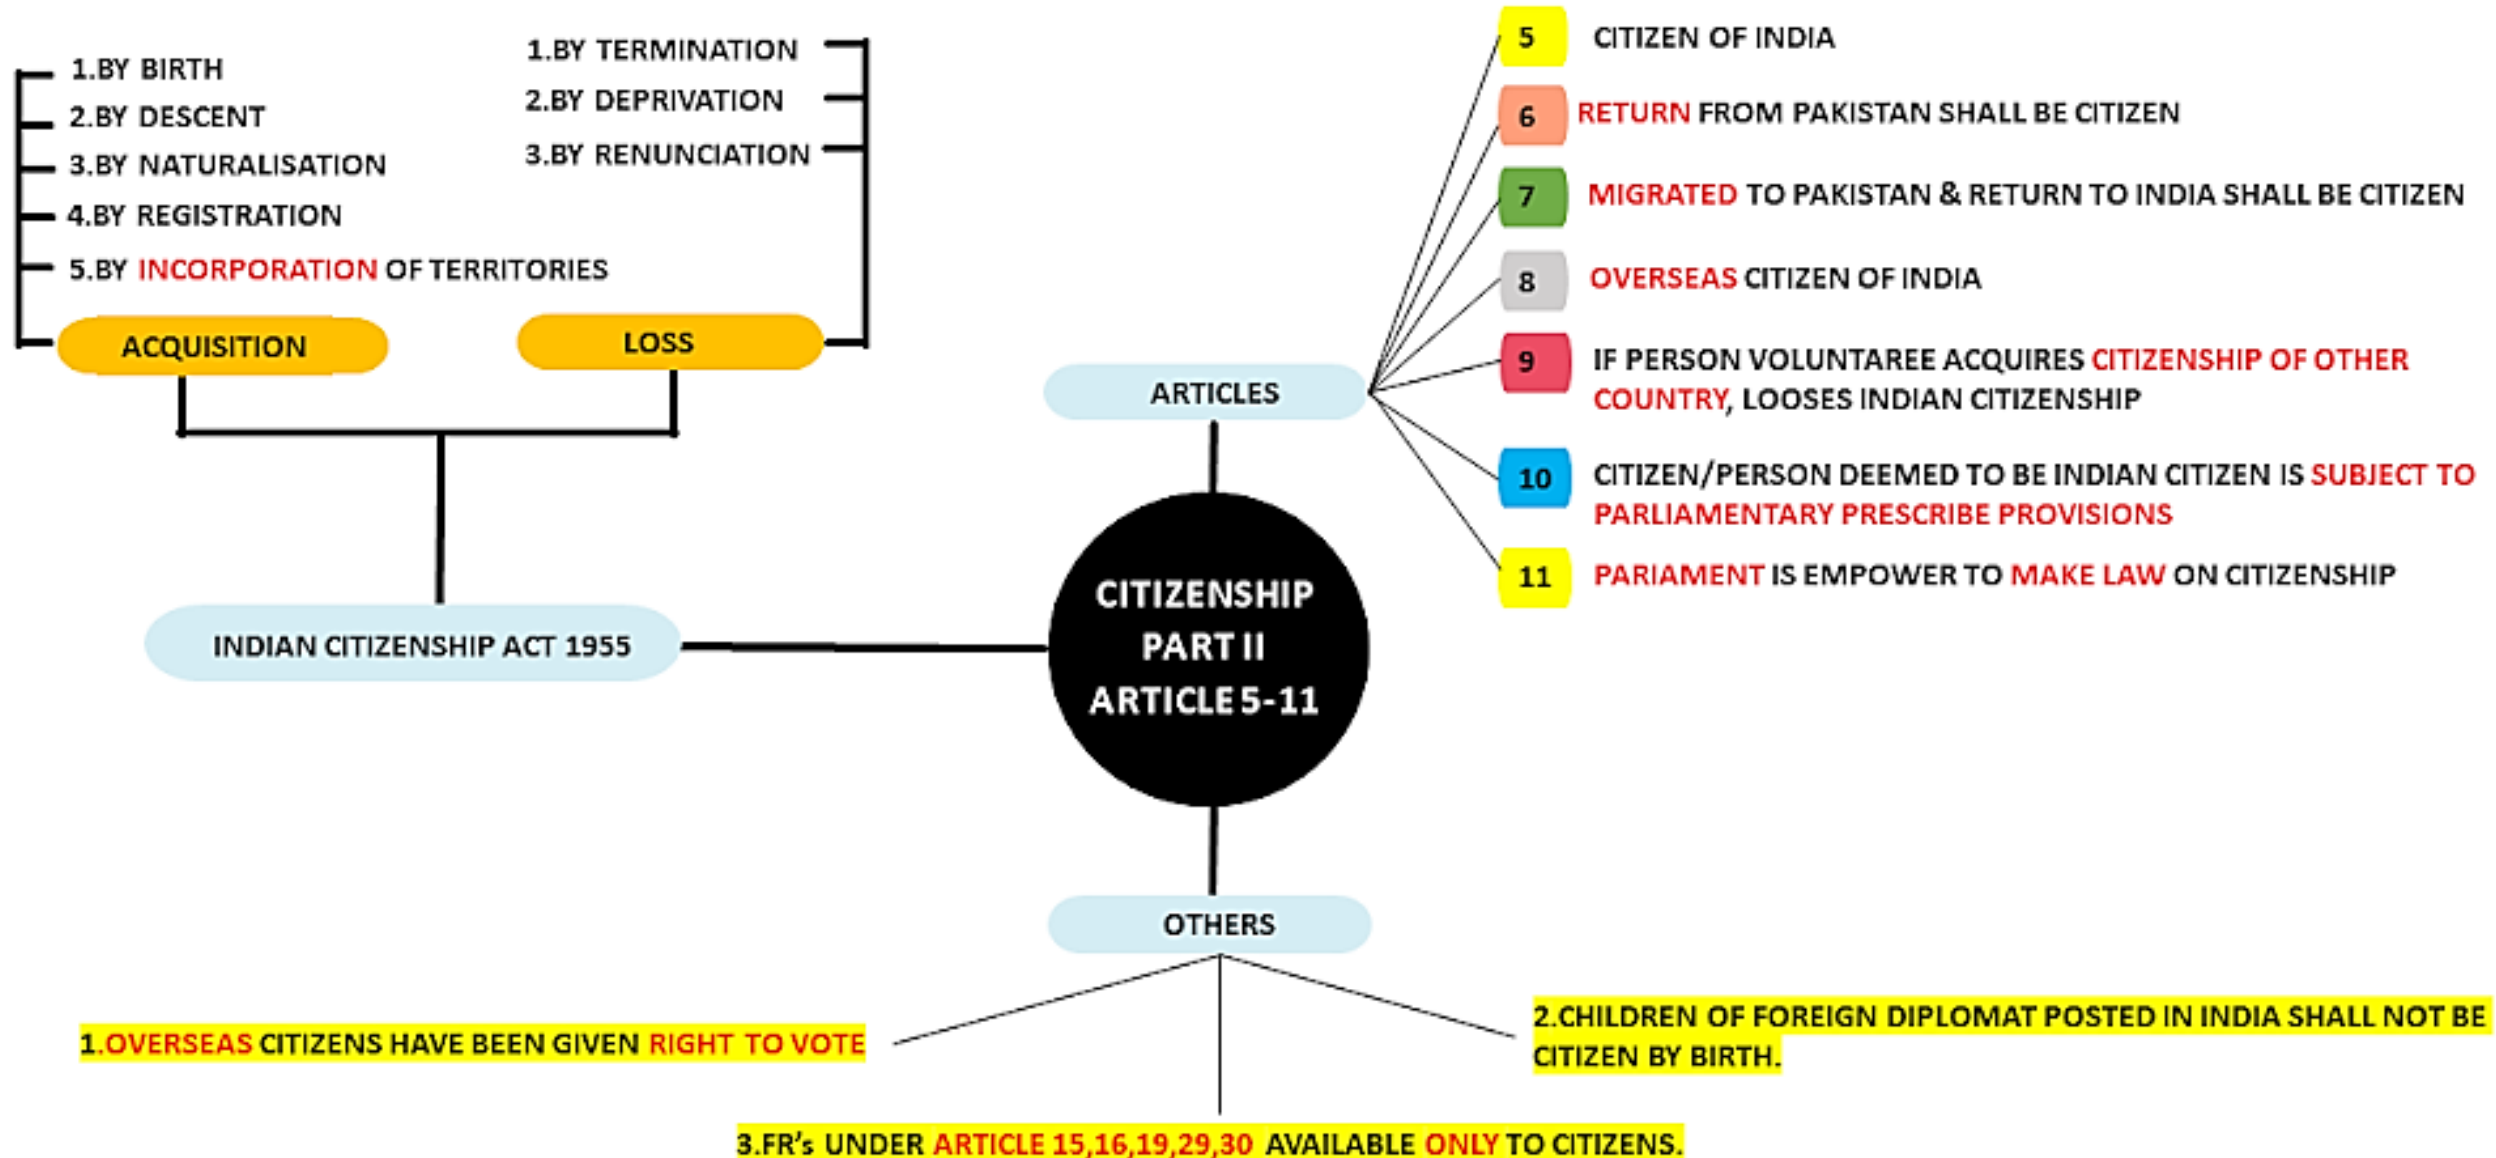 1.BY BIRTH
2.BY DESCENT
3.BY NATURALISATION
4.BY REGISTRATION
5.BY INCORPORATION OF TERRITORIES
ACQUISITION
1.BY TERMINATION
2.BY DEPRIVATION
3.BY RENUNCIATION
LOSS
INDIAN CITIZENSHIP ACT 1955
ARTICLES
5 CITIZEN OF INDIA
6 RETURN FROM PAKISTAN SHALL BE CITIZEN
7 MIGRATED TO PAKISTAN & RETURN TO INDIA SHALL BE CITIZEN
8 OVERSEAS CITIZEN OF INDIA
9 IF PERSON VOLUNTAREE ACQUIRES CITIZENSHIP OF OTHER
COUNTRY, LOOSES INDIAN CITIZENSHIP
10 CITIZEN/PERSON DEEMED TO BE INDIAN CITIZEN IS SUBJECT TO
PARLIAMENTARY PRESCRIBE PROVISIONS
11 PARIAMENT IS EMPOWER TO MAKE LAW ON CITIZENSHIP
CITIZENSHIP
PART II
ARTICLE 5-11
OTHERS
1.OVERSEAS CITIZENS HAVE BEEN GIVEN RIGHT TO VOTE
2.CHILDREN OF FOREIGN DIPLOMAT POSTED IN INDIA SHALL NOT BE
CITIZEN BY BIRTH.
3.FR's UNDER ARTICLE 15,16,19,29,30 AVAILABLE ONLY TO CITIZENS.